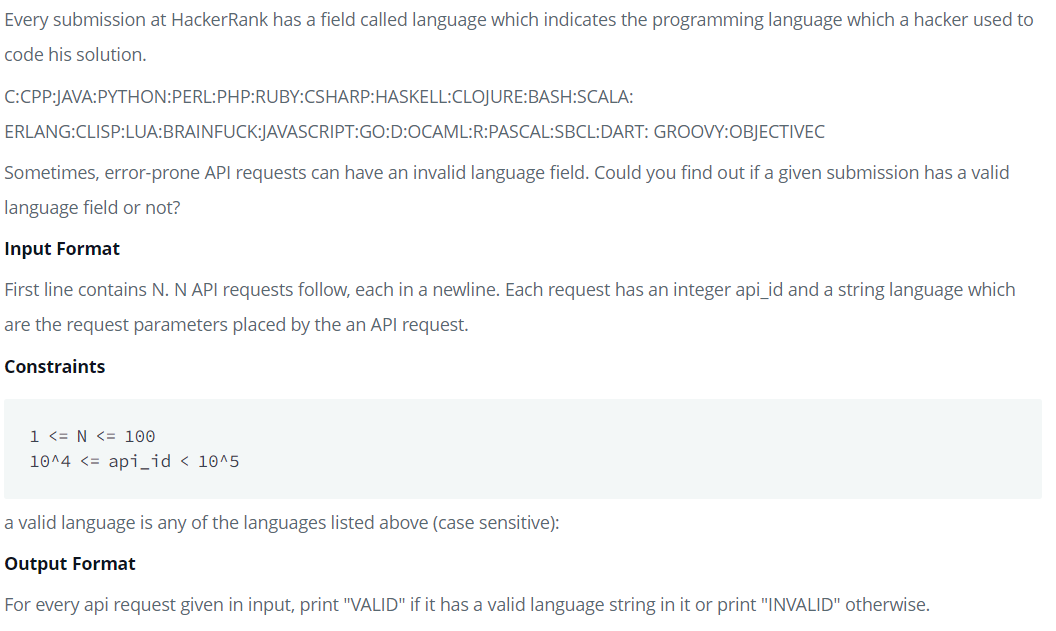 Every submission at HackerRank has a field called language which indicates the programming language which a hacker used to
code his solution.
C:CPP:JAVA:PYTHON:PERL:PHP:RUBY:CSHARP:HASKELL:CLOJURE:BASH:SCALA:
ERLANG:CLISP:LUA:BRAINFUCK:JAVASCRIPT:GO:D:OCAML:R:PASCAL:SBCL:DART: GROOVY:OBJECTIVEC
Sometimes, error-prone API requests can have an invalid language field. Could you find out if a given submission has a valid
language field or not?
Input Format
First line contains N. N API requests follow, each in a newline. Each request has an integer api_id and a string language which
are the request parameters placed by the an API request.
Constraints
1 <= N <= 100
10^4 <= api_id < 10^5
a valid language is any of the languages listed above (case sensitive):
Output Format
For every api request given in input, print "VALID" if it has a valid language string in it or print "INVALID" otherwise.